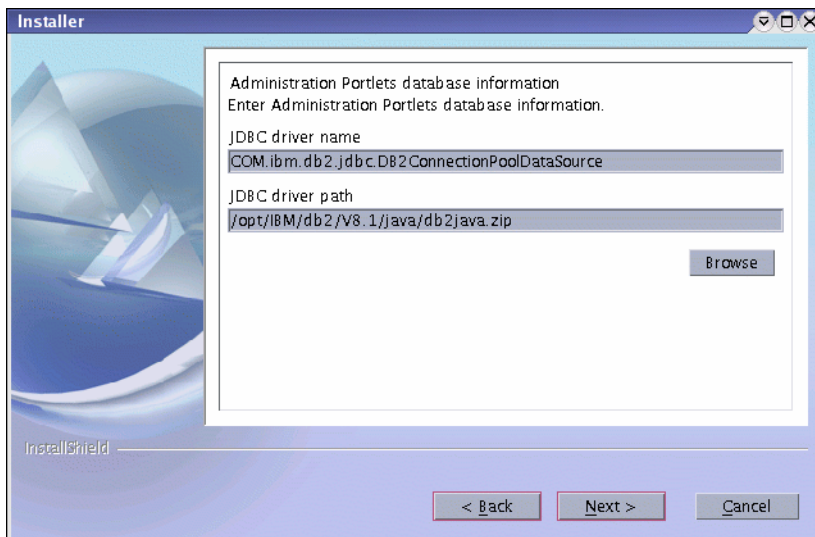 Installer
Administration Portlets database information
Enter Administration Portlets database information.
JDBC driver name
COM.ibm.db2.jdbc.DB2ConnectionPoolDataSource
JDBC driver path
/opt/IBM/db2/V8.1/java/db2java.zip
Browse
InstallShield
< Back
Next >
Cancel